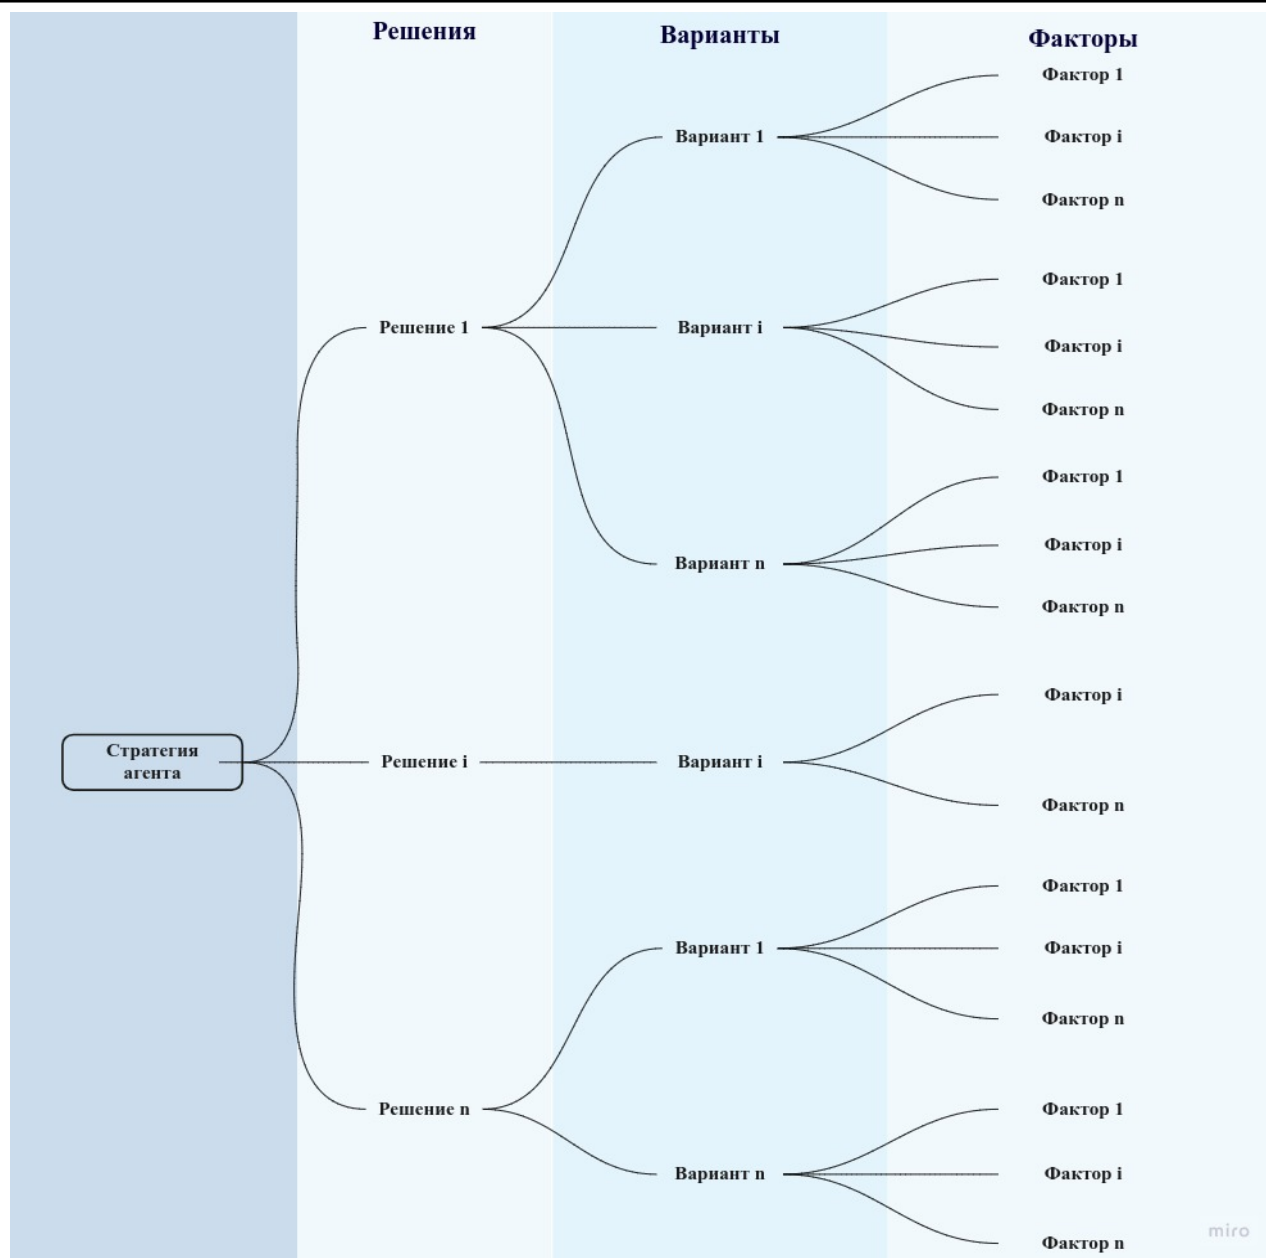 Решения
Варианты
Факторы
Фактор 1
Вариант 1
Фактор i
Фактор n
Фактор 1
Решение 1
Вариант i
Фактор i
Фактор n
Фактор 1
Фактор i
Вариант n
Фактор n
Фактор i
Стратегия
агента
Решение i
Вариант i
Фактор n
Фактор 1
Вариант 1
Фактор i
Фактор n
Решение n
Фактор 1
Вариант n
Фактор i
Фактор n
miro